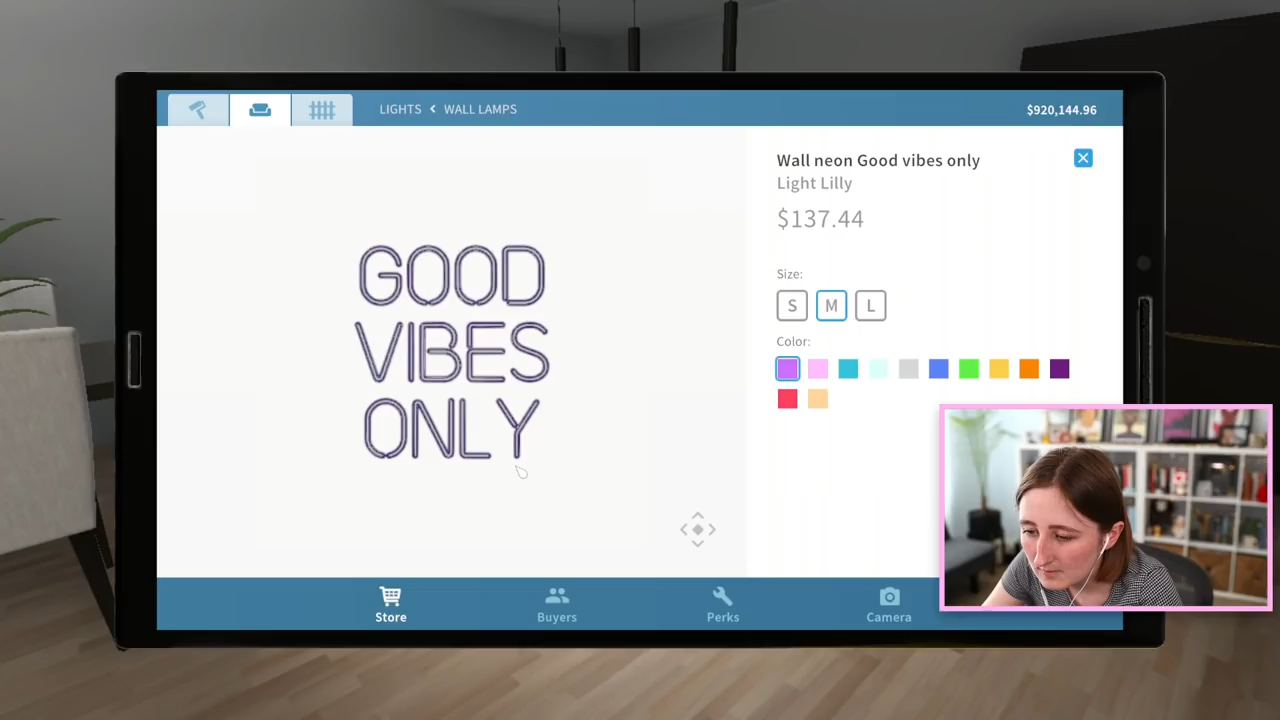 LIGHTS < WALL LAMPS
$920,144.96
Wall neon Good vibes only
Light Lilly
$137.44
GOOD
VIBES
ONLY
Size:
S M L
Color:
Store Buyers Perks Camera